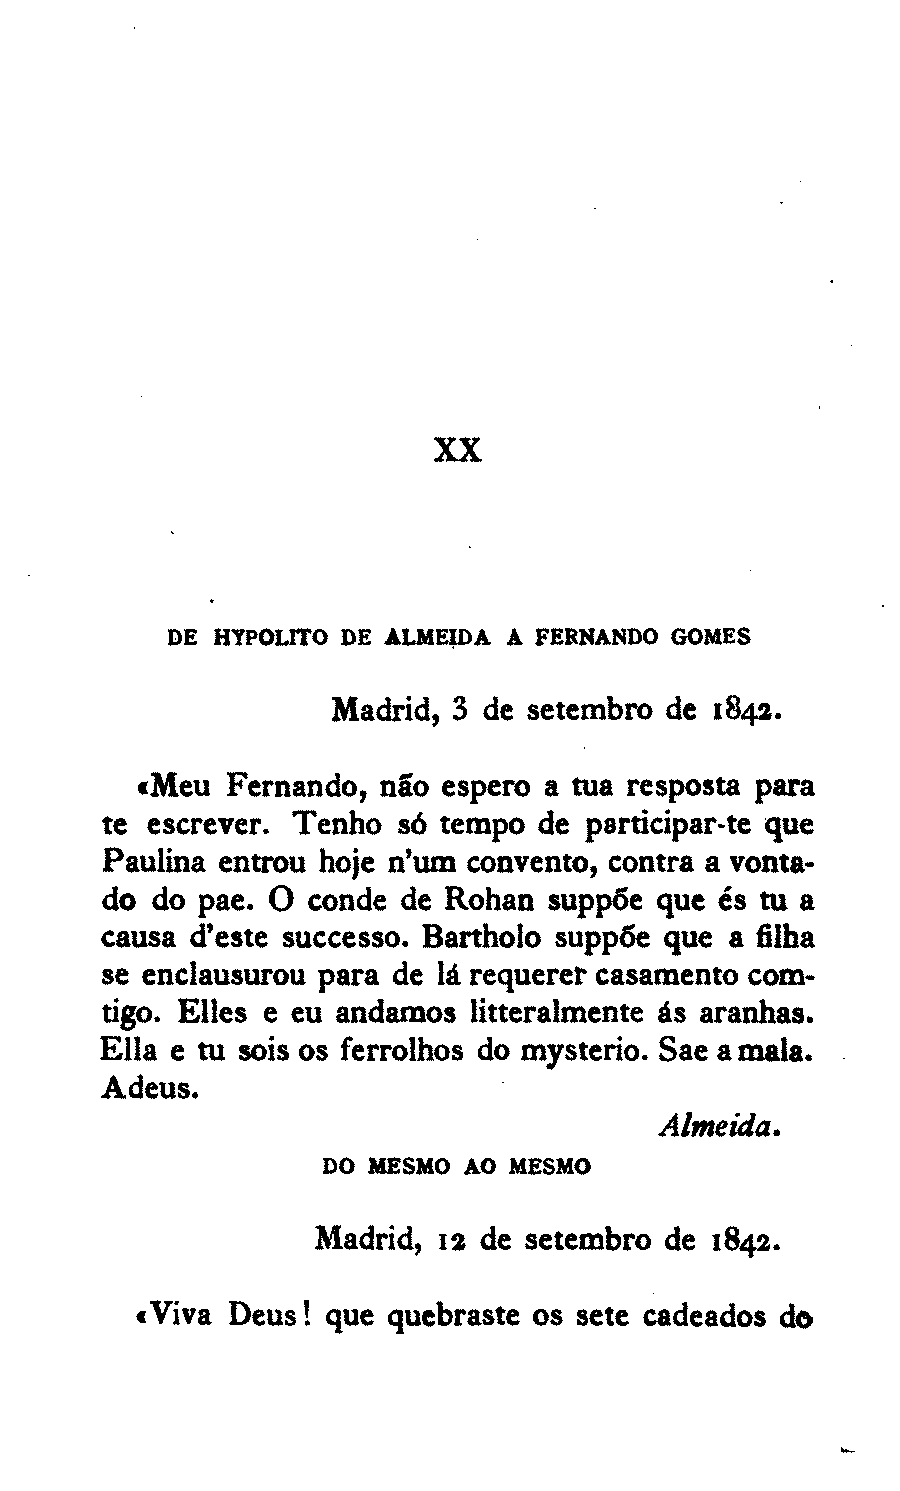 XX
DE HYPOLITO DE ALMEIDA A FERNANDO GOMES
Madrid, 3 de setembro de 1842.
«Meu Fernando, não espero a tua resposta para
te escrever. Tenho só tempo de participar-te que
Paulina entrou hoje n'um convento, contra a vonta-
do do pae. O conde de Rohan suppõe que és tu a
causa d'este successo. Bartholo suppõe que a filha
se enclausurou para de lá requerer casamento com-
tigo. Elles e eu andamos litteralmente ás aranhas.
Ella e tu sois os ferrolhos do mysterio. Sae a mala.
Adeus.
Almeida.
DO MESMO AO MESMO
Madrid, 12 de setembro de 1842.
«Viva Deus! que quebraste os sete cadeados do